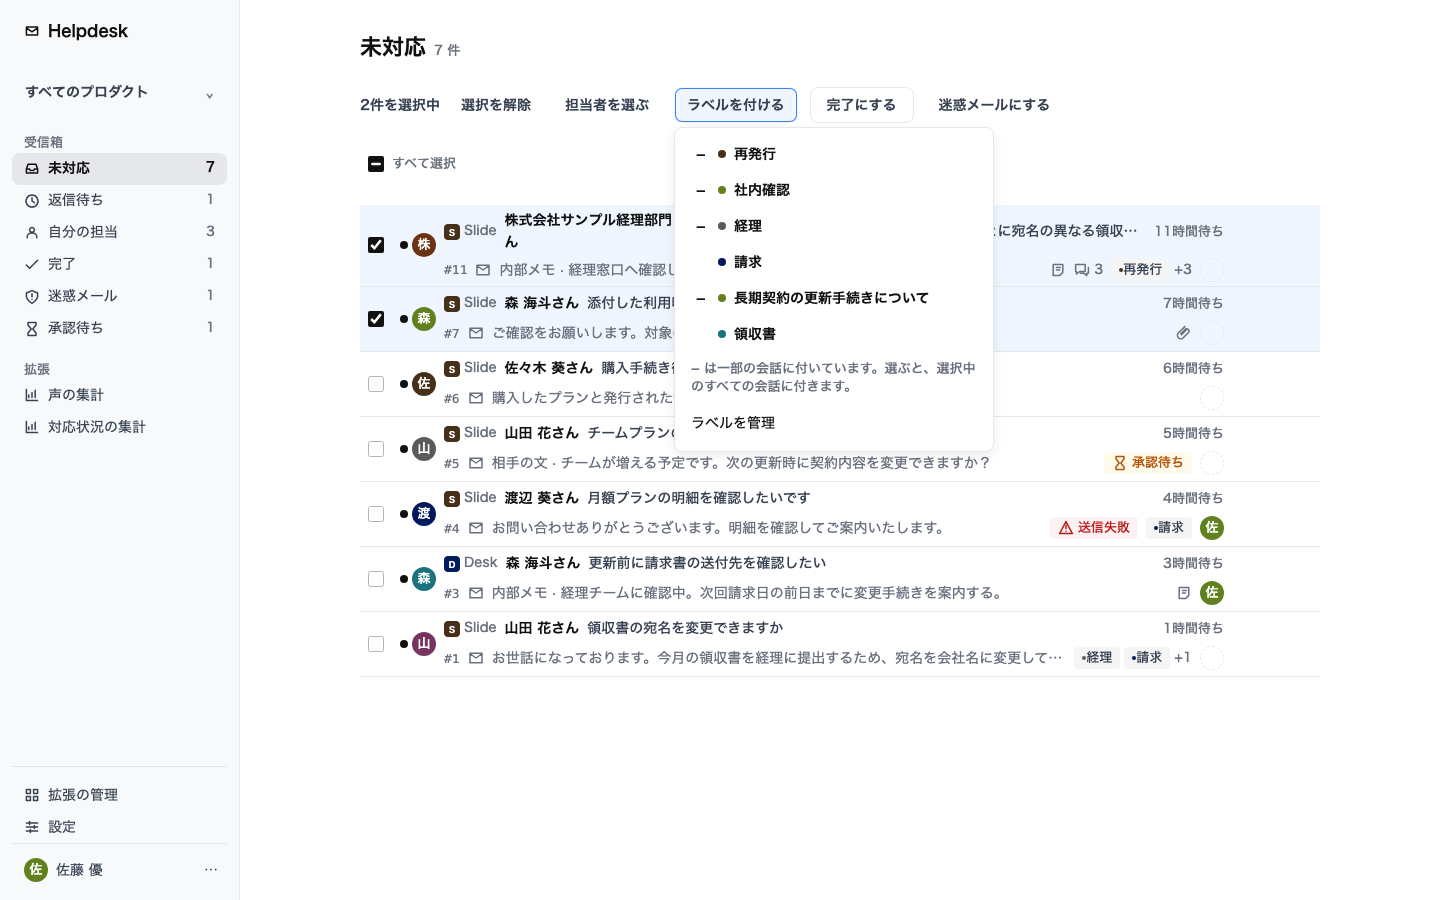 Helpdesk
すべてのプロダクト
受信箱
未対応 7
返信待ち 1
自分の担当 3
完了 1
迷惑メール 1
承認待ち 1
拡張
声の集計
対応状況の集計
拡張の管理
設定
佐 佐藤 優 …
未対応 7 件
2件を選択中 選択を解除 担当者を選ぶ ラベルを付ける 完了にする 迷惑メールにする
– 再発行
– 社内確認
– 経理
請求
– 長期契約の更新手続きについて
領収書
– は一部の会話に付いています。選ぶと、選択中
のすべての会話に付きます。
ラベルを管理
すべて選択
株 S Slide 株式会社サンプル経理部門
ん
に宛名の異なる領収… 11時間待ち
#11 内部メモ · 経理窓口へ確認し 3 •再発行 +3
森 S Slide 森 海斗さん 添付した利用 7時間待ち
#7 ご確認をお願いします。対象
佐 S Slide 佐々木 葵さん 購入手続き 6時間待ち
#6 購入したプランと発行された
山 S Slide 山田 花さん チームプラン 5時間待ち
#5 相手の文 · チームが増える予定です。次の更新時に契約内容を変更できますか？ 承認待ち
渡 S Slide 渡辺 葵さん 月額プランの明細を確認したいです 4時間待ち
#4 お問い合わせありがとうございます。明細を確認してご案内いたします。 送信失敗 •請求 佐
森 D Desk 森 海斗さん 更新前に請求書の送付先を確認したい 3時間待ち
#3 内部メモ · 経理チームに確認中。次回請求日の前日までに変更手続きを案内する。 佐
山 S Slide 山田 花さん 領収書の宛名を変更できますか 1時間待ち
#1 お世話になっております。今月の領収書を経理に提出するため、宛名を会社名に変更して… •経理 •請求 +1